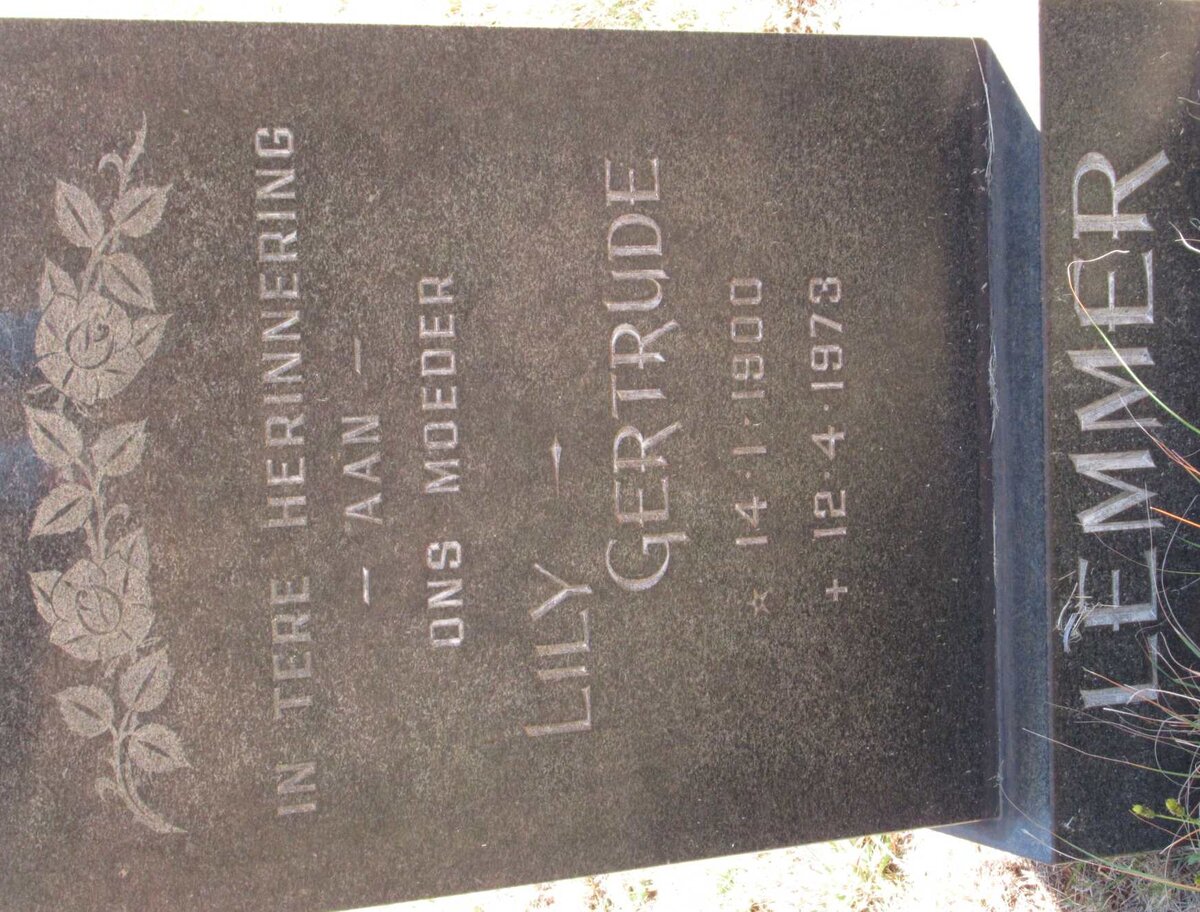 IN TERE HERINNERING
— AAN —
ONS MOEDER
LILY
GERTRUDE
☆ 14·1·1900
+ 12·4·1973
LEMMER